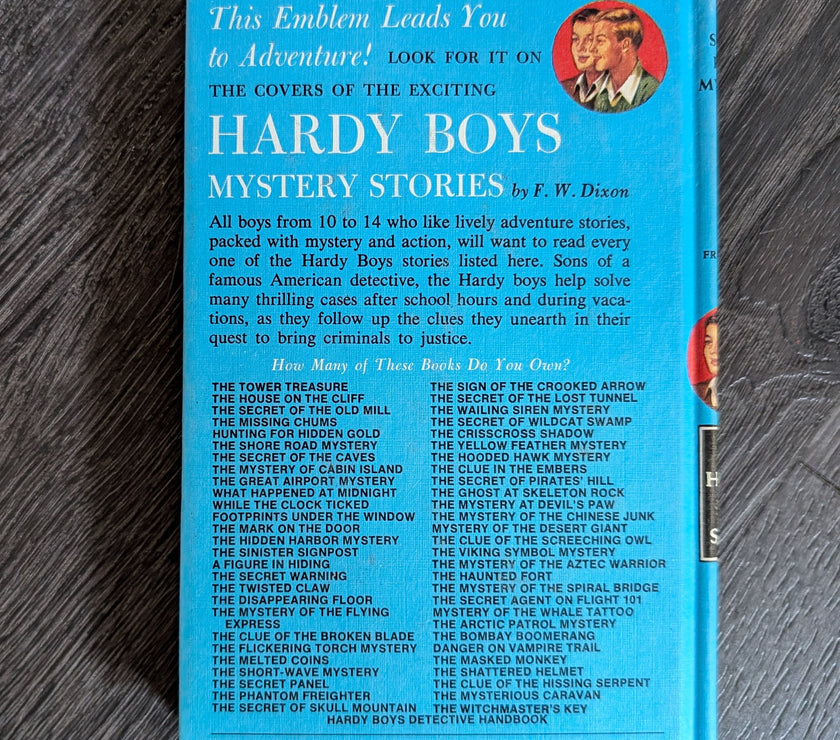 This Emblem Leads You
to Adventure! LOOK FOR IT ON
THE COVERS OF THE EXCITING
HARDY BOYS
MYSTERY STORIES by F. W. Dixon
All boys from 10 to 14 who like lively adventure stories,
packed with mystery and action, will want to read every
one of the Hardy Boys stories listed here. Sons of a
famous American detective, the Hardy boys help solve
many thrilling cases after school hours and during vaca-
tions, as they follow up the clues they unearth in their
quest to bring criminals to justice.
How Many of These Books Do You Own?
THE TOWER TREASURE
THE HOUSE ON THE CLIFF
THE SECRET OF THE OLD MILL
THE MISSING CHUMS
HUNTING FOR HIDDEN GOLD
THE SHORE ROAD MYSTERY
THE SECRET OF THE CAVES
THE MYSTERY OF CABIN ISLAND
THE GREAT AIRPORT MYSTERY
WHAT HAPPENED AT MIDNIGHT
WHILE THE CLOCK TICKED
FOOTPRINTS UNDER THE WINDOW
THE MARK ON THE DOOR
THE HIDDEN HARBOR MYSTERY
THE SINISTER SIGNPOST
A FIGURE IN HIDING
THE SECRET WARNING
THE TWISTED CLAW
THE DISAPPEARING FLOOR
THE MYSTERY OF THE FLYING
EXPRESS
THE CLUE OF THE BROKEN BLADE
THE FLICKERING TORCH MYSTERY
THE MELTED COINS
THE SHORT-WAVE MYSTERY
THE SECRET PANEL
THE PHANTOM FREIGHTER
THE SECRET OF SKULL MOUNTAIN
THE SIGN OF THE CROOKED ARROW
THE SECRET OF THE LOST TUNNEL
THE WAILING SIREN MYSTERY
THE SECRET OF WILDCAT SWAMP
THE CRISSCROSS SHADOW
THE YELLOW FEATHER MYSTERY
THE HOODED HAWK MYSTERY
THE CLUE IN THE EMBERS
THE SECRET OF PIRATES' HILL
THE GHOST AT SKELETON ROCK
THE MYSTERY AT DEVIL'S PAW
THE MYSTERY OF THE CHINESE JUNK
MYSTERY OF THE DESERT GIANT
THE CLUE OF THE SCREECHING OWL
THE VIKING SYMBOL MYSTERY
THE MYSTERY OF THE AZTEC WARRIOR
THE HAUNTED FORT
THE MYSTERY OF THE SPIRAL BRIDGE
THE SECRET AGENT ON FLIGHT 101
MYSTERY OF THE WHALE TATTOO
THE ARCTIC PATROL MYSTERY
THE BOMBAY BOOMERANG
DANGER ON VAMPIRE TRAIL
THE MASKED MONKEY
THE SHATTERED HELMET
THE CLUE OF THE HISSING SERPENT
THE MYSTERIOUS CARAVAN
THE WITCHMASTER'S KEY
HARDY BOYS DETECTIVE HANDBOOK